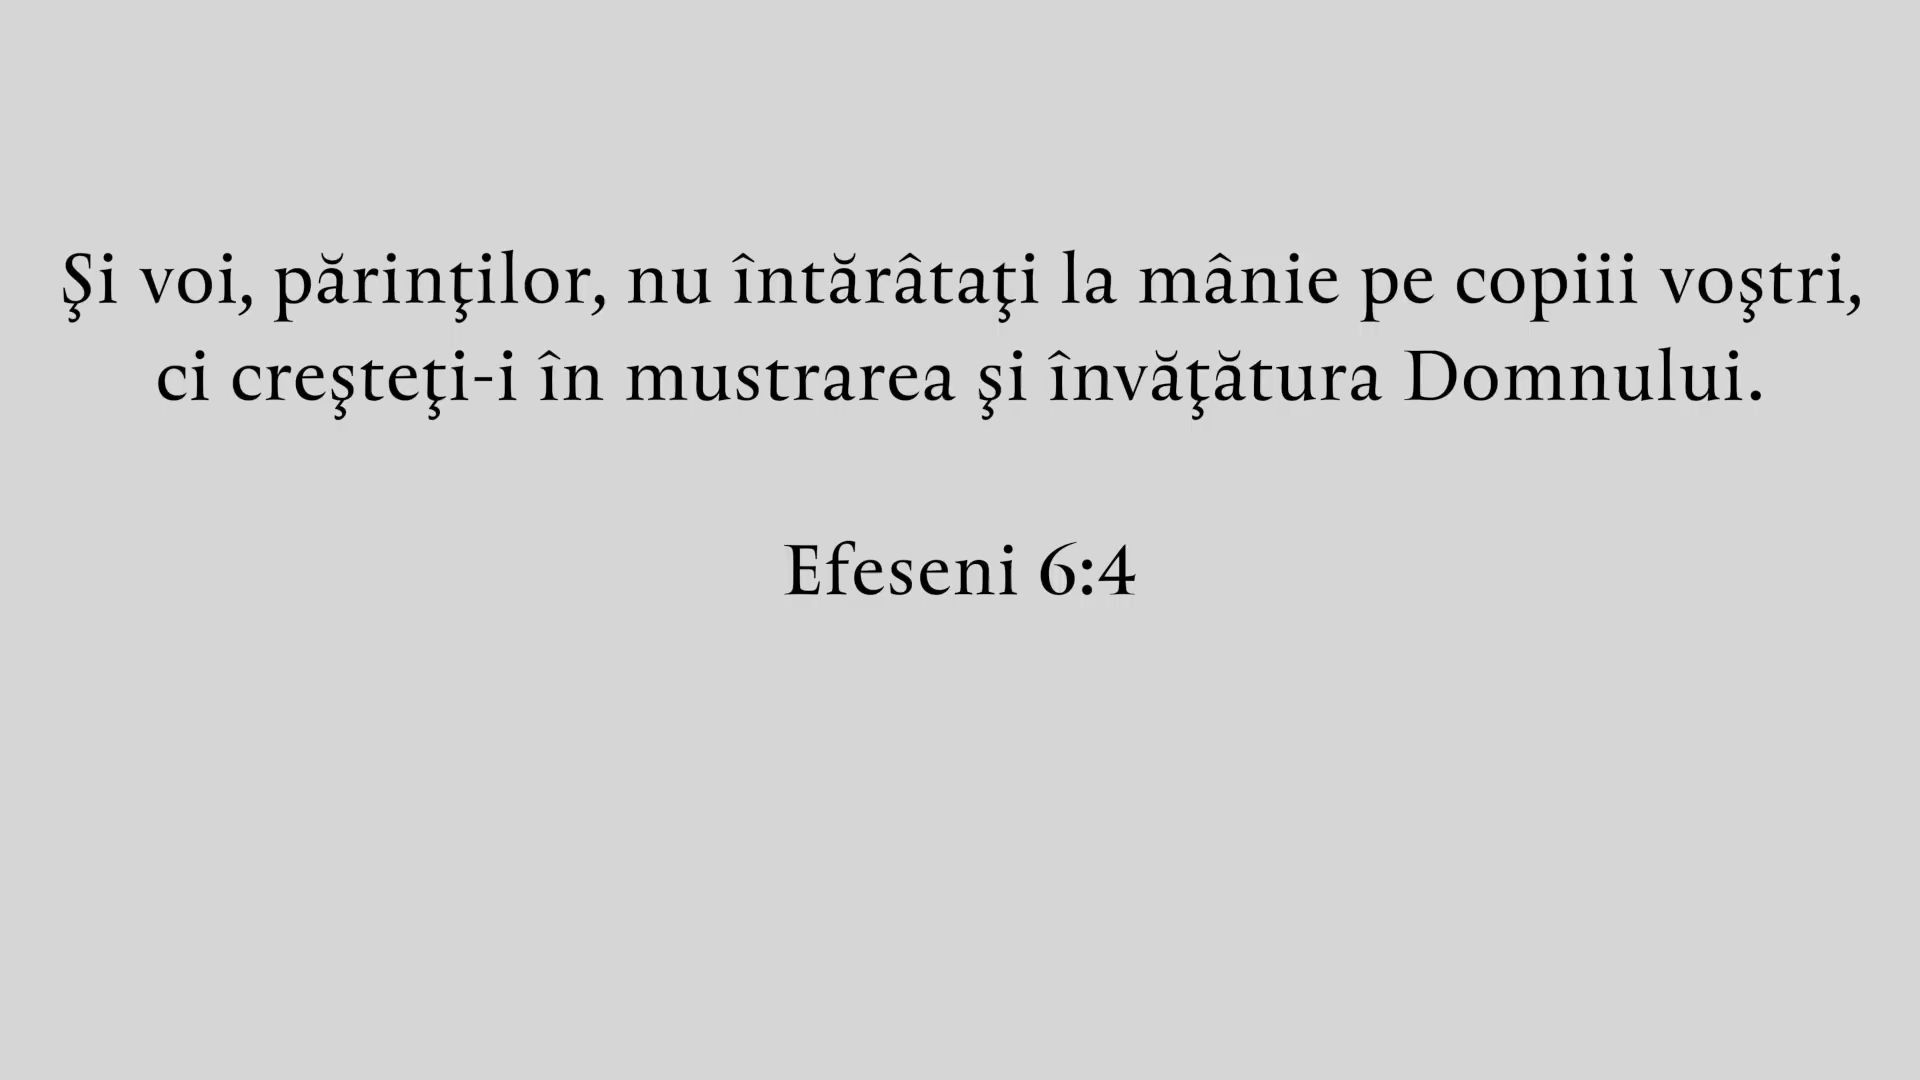 Şi voi, părinţilor, nu întărâtaţi la mânie pe copiii voştri,
ci creşteţi-i în mustrarea şi învăţătura Domnului.
Efeseni 6:4